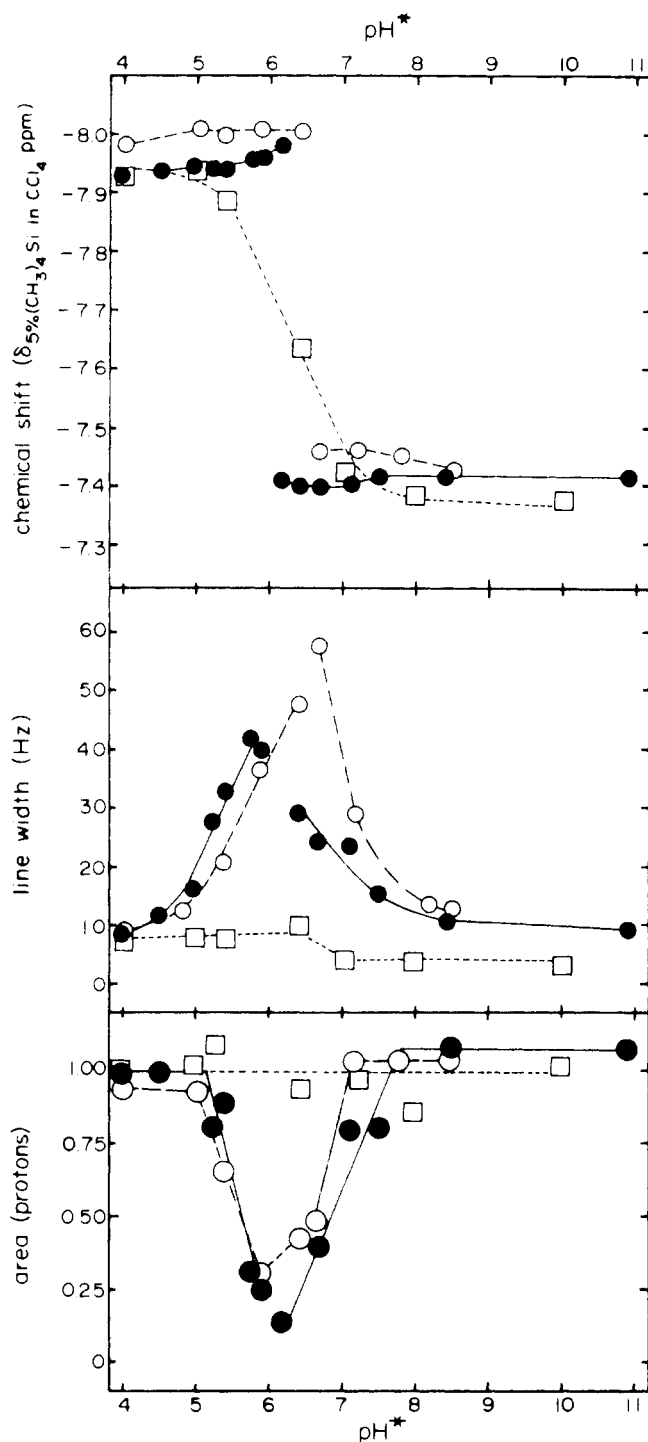 pH*
4 5 6 7 8 9 10 11
chemical shift (δ5%(CH3)4 Si in CCl4 ppm)
-8.0
-7.9
-7.8
-7.7
-7.6
-7.5
-7.4
-7.3
line width (Hz)
60
50
40
30
20
10
0
area (protons)
1.00
0.75
0.50
0.25
0
4 5 6 7 8 9 10 11
pH*